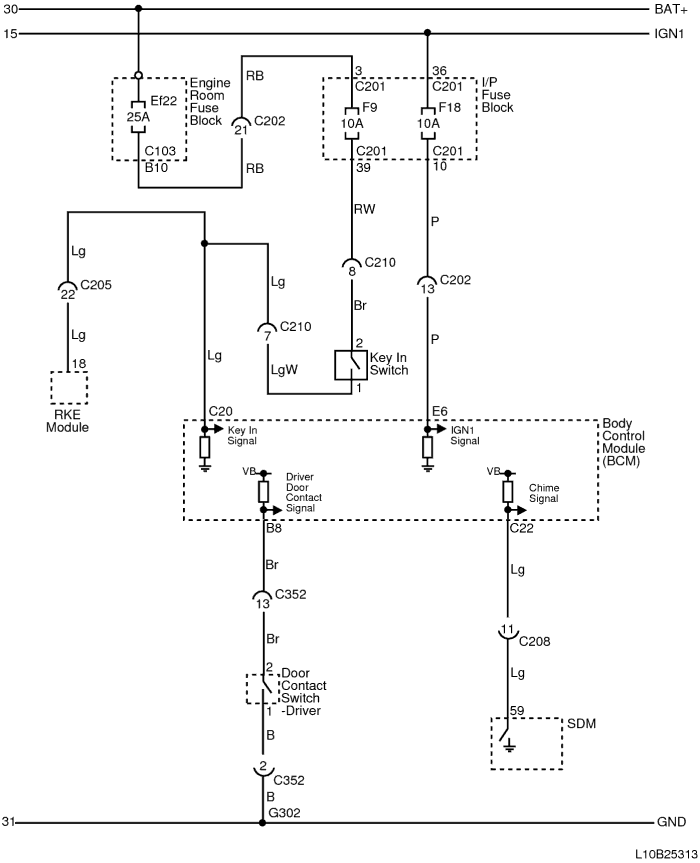 30 BAT+
15 IGN1
Engine
Room
Fuse
Block
Ef22
25A
C103
B10
RB
21 C202
RB
3 36
C201 C201
I/P
Fuse
Block
F9 F18
10A 10A
C201 C201
39 10
RW
P
8 C210
13 C202
Br
P
2
Key In
Switch
1
Lg
22 C205
Lg
18
RKE
Module
Lg
Lg
7 C210
LgW
C20
E6
Body
Control
Module
(BCM)
Key In
Signal
IGN1
Signal
VB
Driver
Door
Contact
Signal
VB
Chime
Signal
B8
C22
Br
13 C352
Br
2
Door
Contact
Switch
-Driver
1
B
2 C352
B
G302
Lg
11 C208
Lg
59
SDM
31 GND
L10B25313